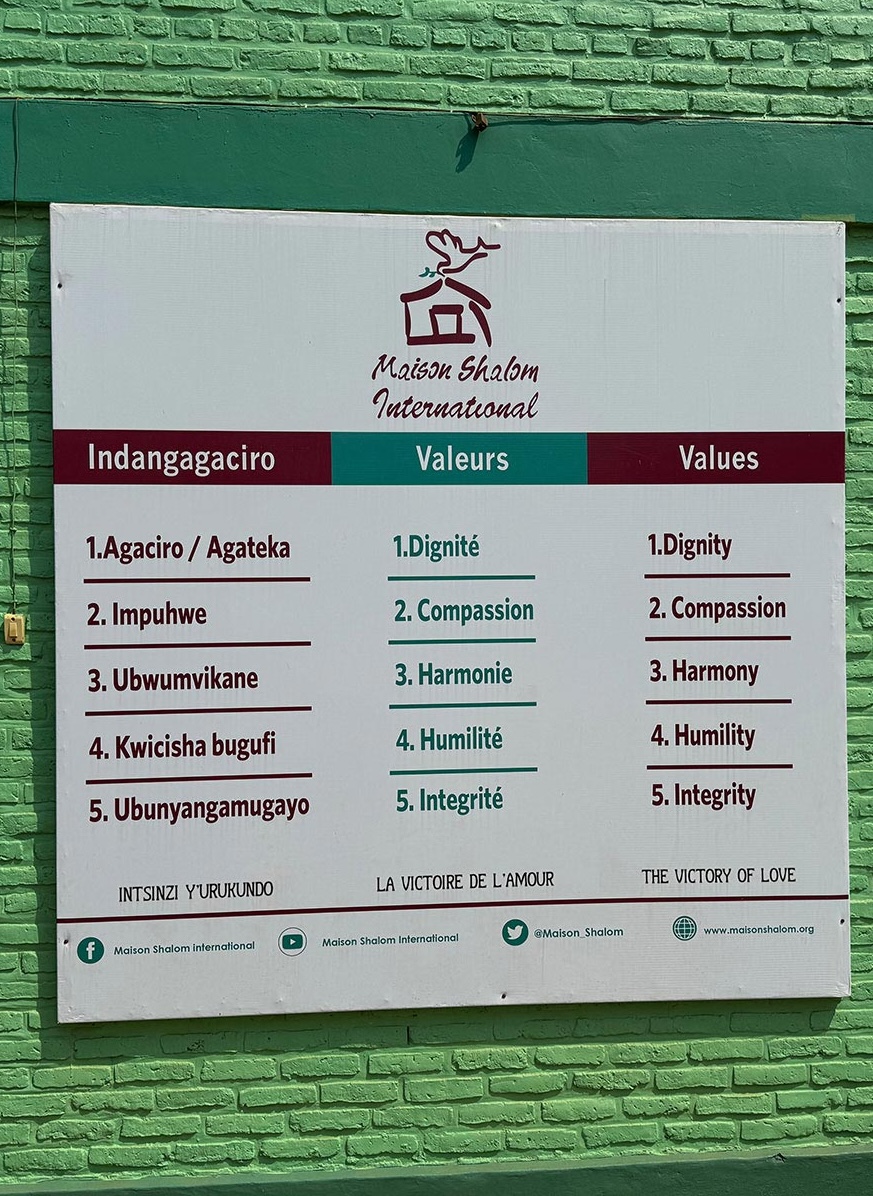 Maison Shalom
International
Indangagaciro
Valeurs
Values
1.Agaciro / Agateka
2. Impuhwe
3. Ubwumvikane
4. Kwicisha bugufi
5. Ubunyangamugayo
INTSINZI Y'URUKUNDO
1.Dignité
2. Compassion
3. Harmonie
4. Humilité
5. Integrité
LA VICTOIRE DE L'AMOUR
1.Dignity
2. Compassion
3. Harmony
4. Humility
5. Integrity
THE VICTORY OF LOVE
Maison Shalom international
Maison Shalom International
@Maison_Shalom
www.maisonshalom.org